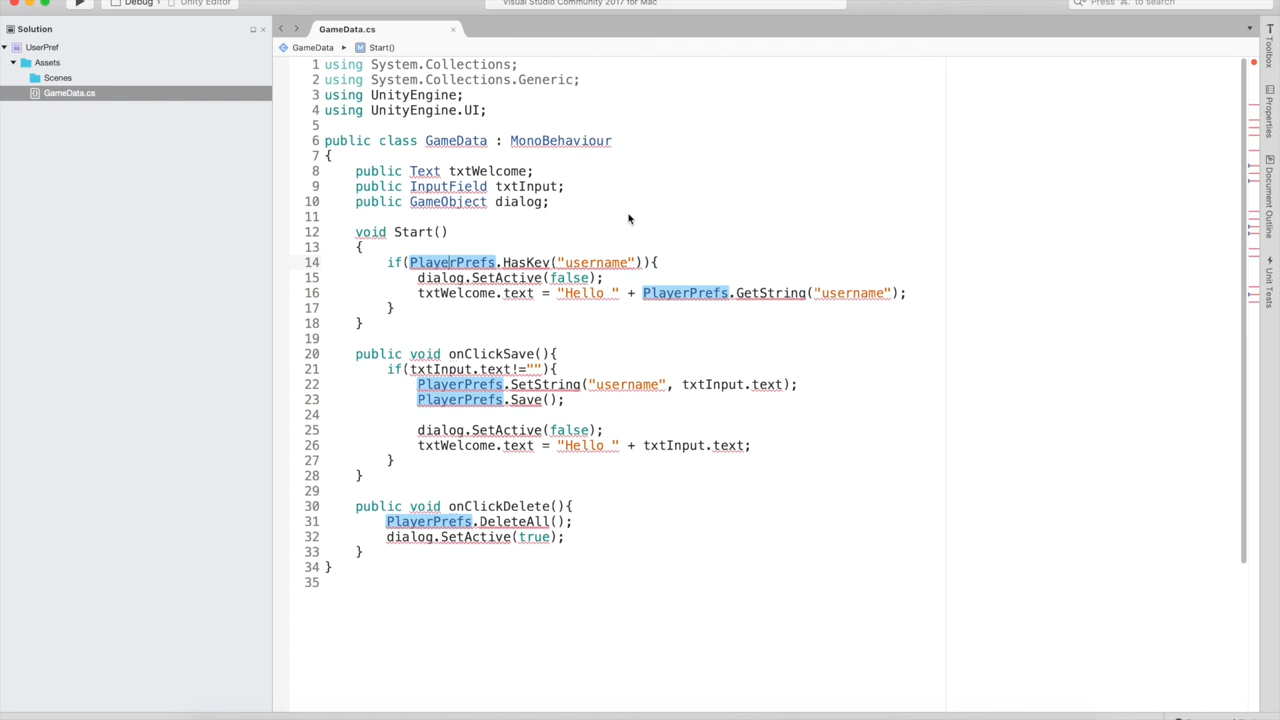 Debug
Unity Editor
Visual Studio Community 2017 for Mac
Press '⌘.' to search
Solution
UserPref
Assets
Scenes
GameData.cs
GameData.cs
GameData
Start()
1 using System.Collections;
2 using System.Collections.Generic;
3 using UnityEngine;
4 using UnityEngine.UI;
5
6 public class GameData : MonoBehaviour
7 {
8 public Text txtWelcome;
9 public InputField txtInput;
10 public GameObject dialog;
11
12 void Start()
13 {
14 if(PlayerPrefs.HasKey("username")){
15 dialog.SetActive(false);
16 txtWelcome.text = "Hello " + PlayerPrefs.GetString("username");
17 }
18 }
19
20 public void onClickSave(){
21 if(txtInput.text!=""){
22 PlayerPrefs.SetString("username", txtInput.text);
23 PlayerPrefs.Save();
24
25 dialog.SetActive(false);
26 txtWelcome.text = "Hello " + txtInput.text;
27 }
28 }
29
30 public void onClickDelete(){
31 PlayerPrefs.DeleteAll();
32 dialog.SetActive(true);
33 }
34 }
35
Toolbox
Properties
Document Outline
Unit Tests